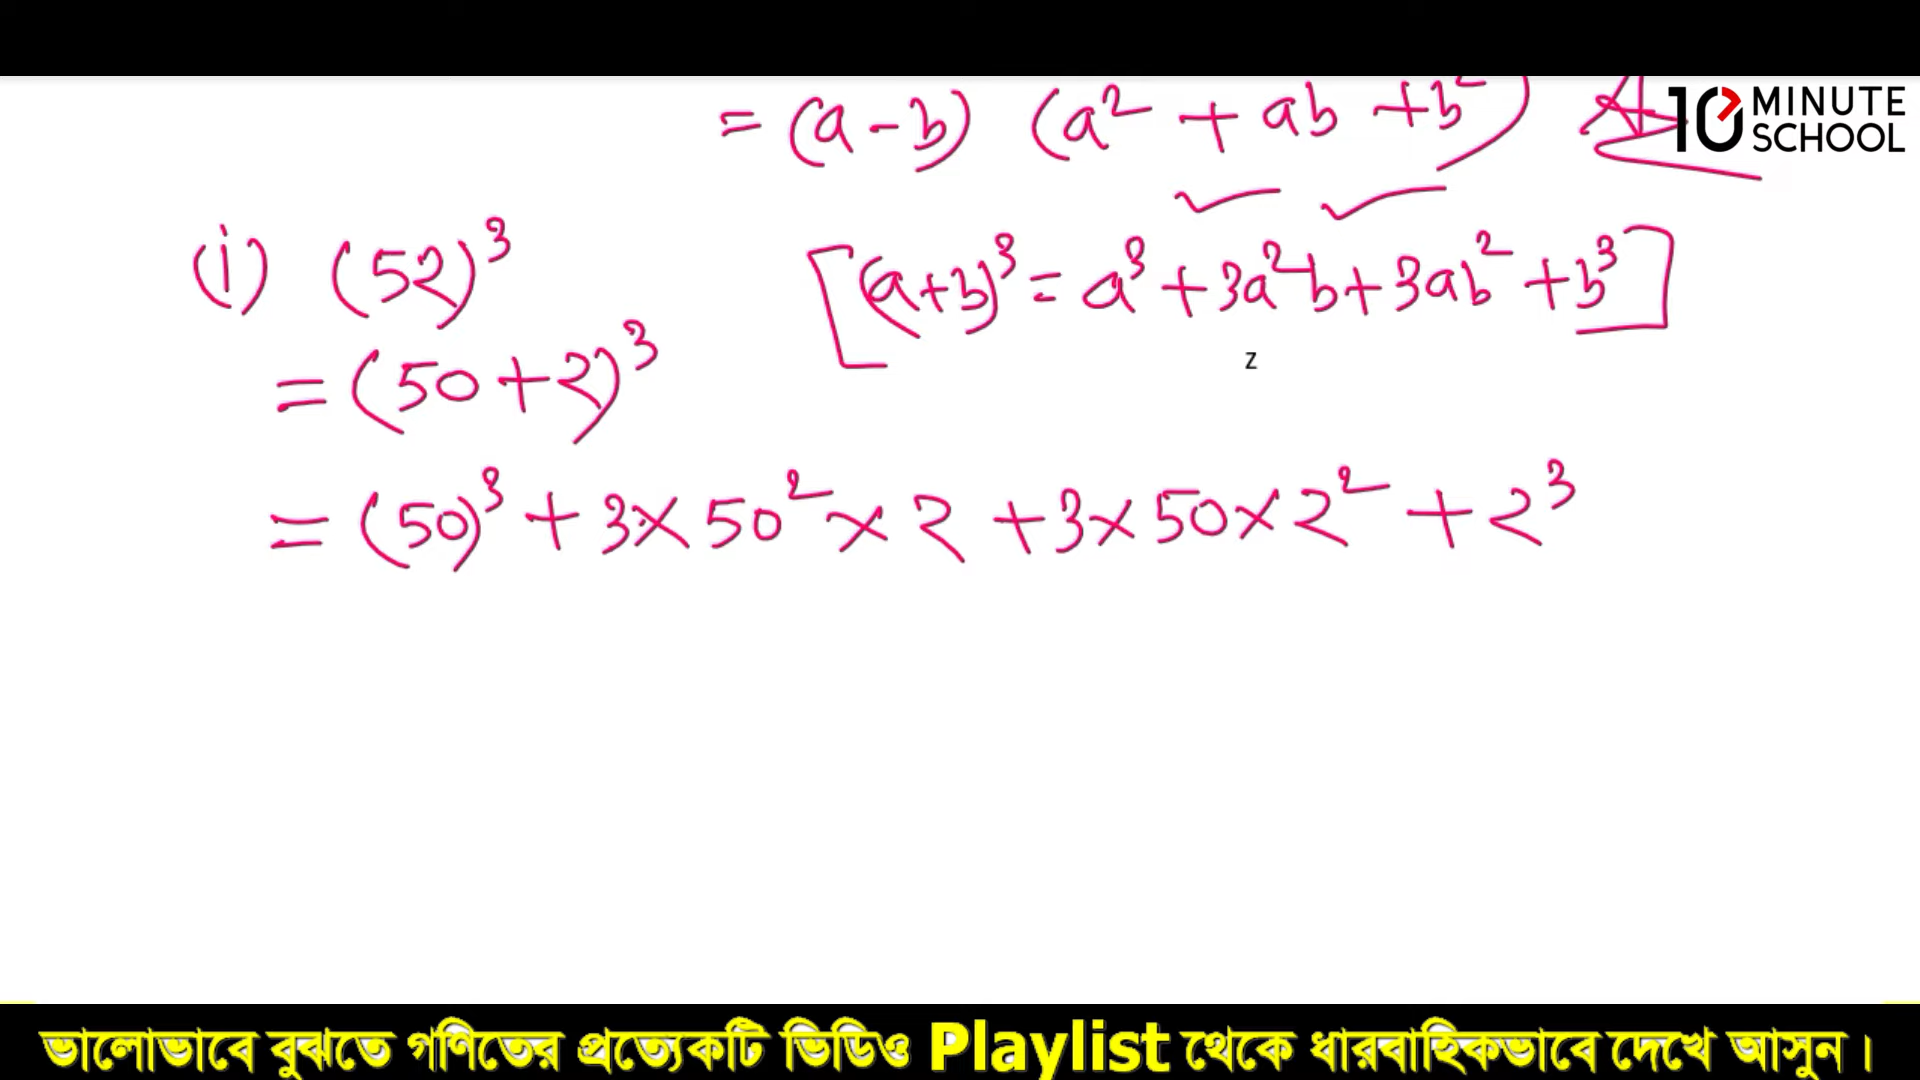 = (a - b) (a² + ab + b²)
10 MINUTE SCHOOL
(i) (52)³ [(a+b)³ = a³ + 3a²b + 3ab² + b³]
z
= (50 + 2)³
= (50)³ + 3 × 50² × 2 + 3 × 50 × 2² + 2³
ভালোভাবে বুঝতে গণিতের প্রত্যেকটি ভিডিও Playlist থেকে ধারবাহিকভাবে দেখে আসুন।